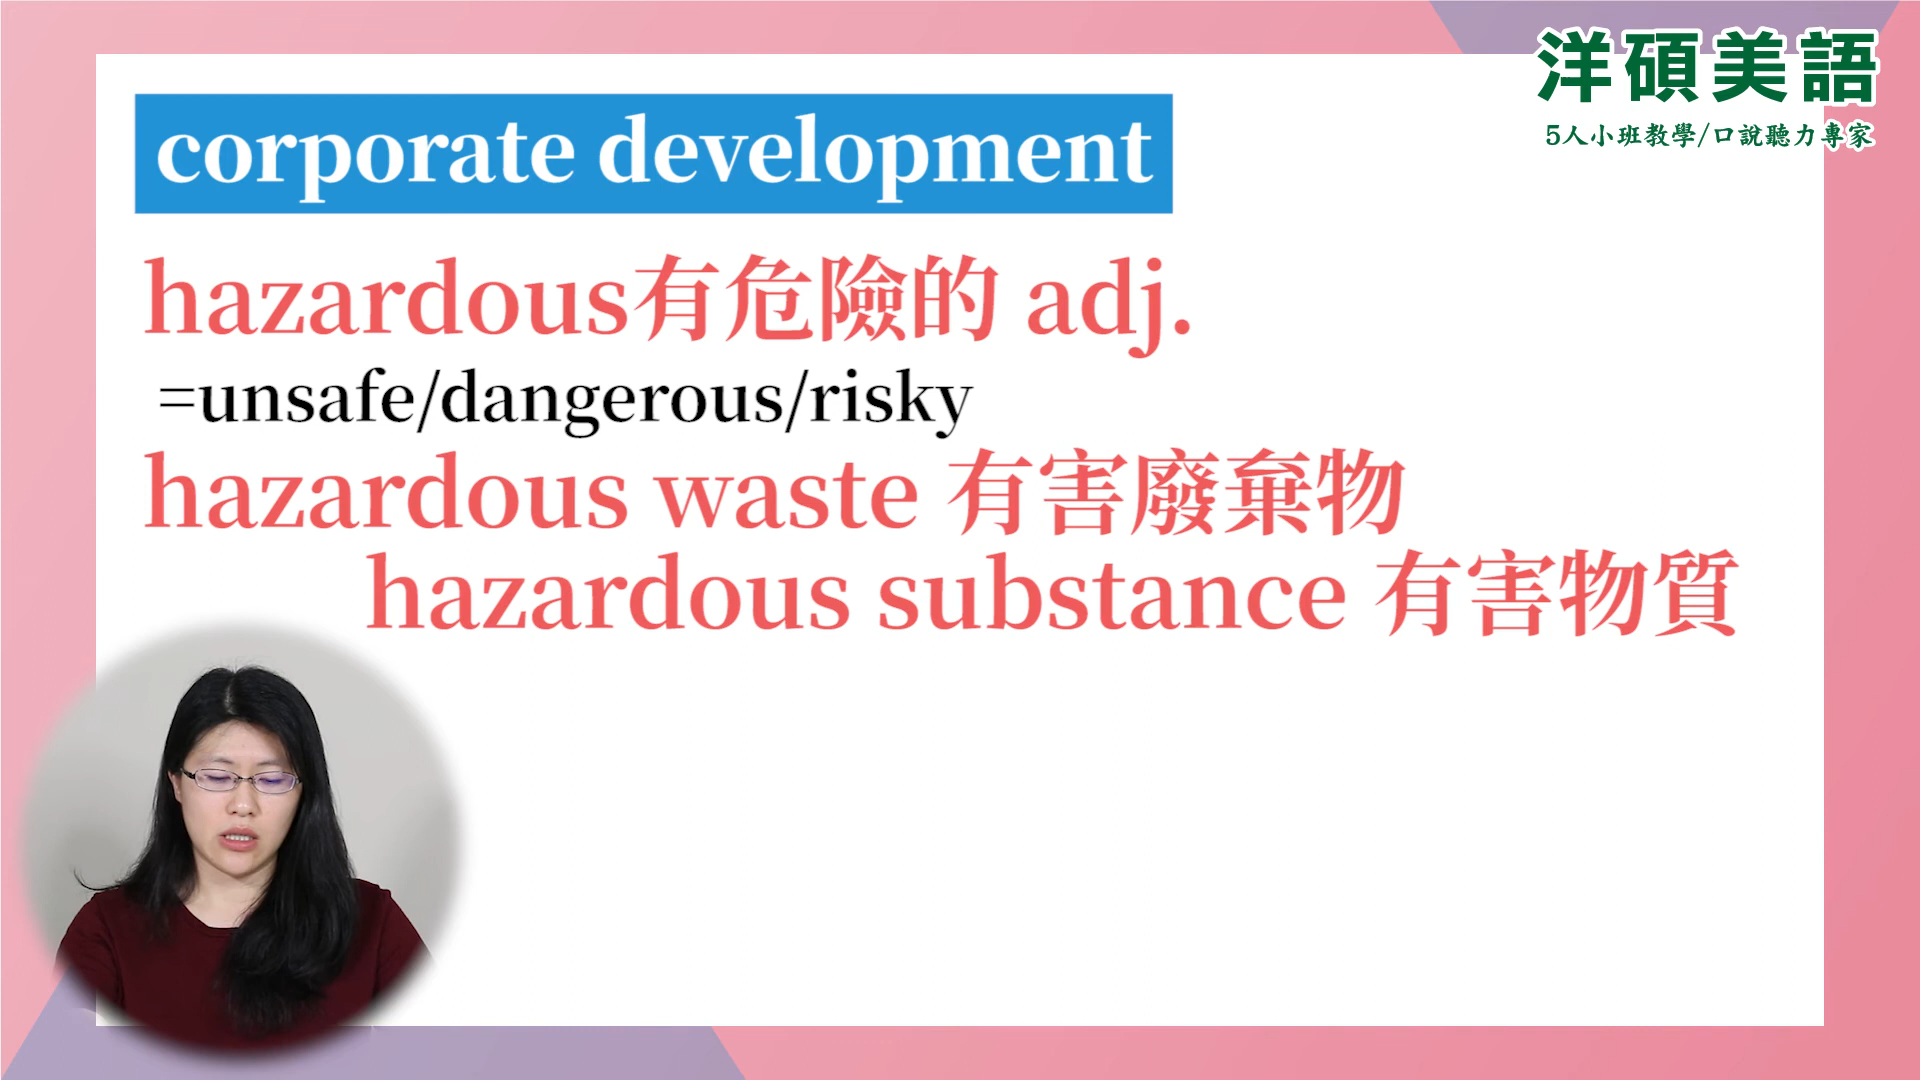 洋碩美語
5人小班教學/口說聽力專家
corporate development
hazardous有危險的 adj.
=unsafe/dangerous/risky
hazardous waste 有害廢棄物
hazardous substance 有害物質